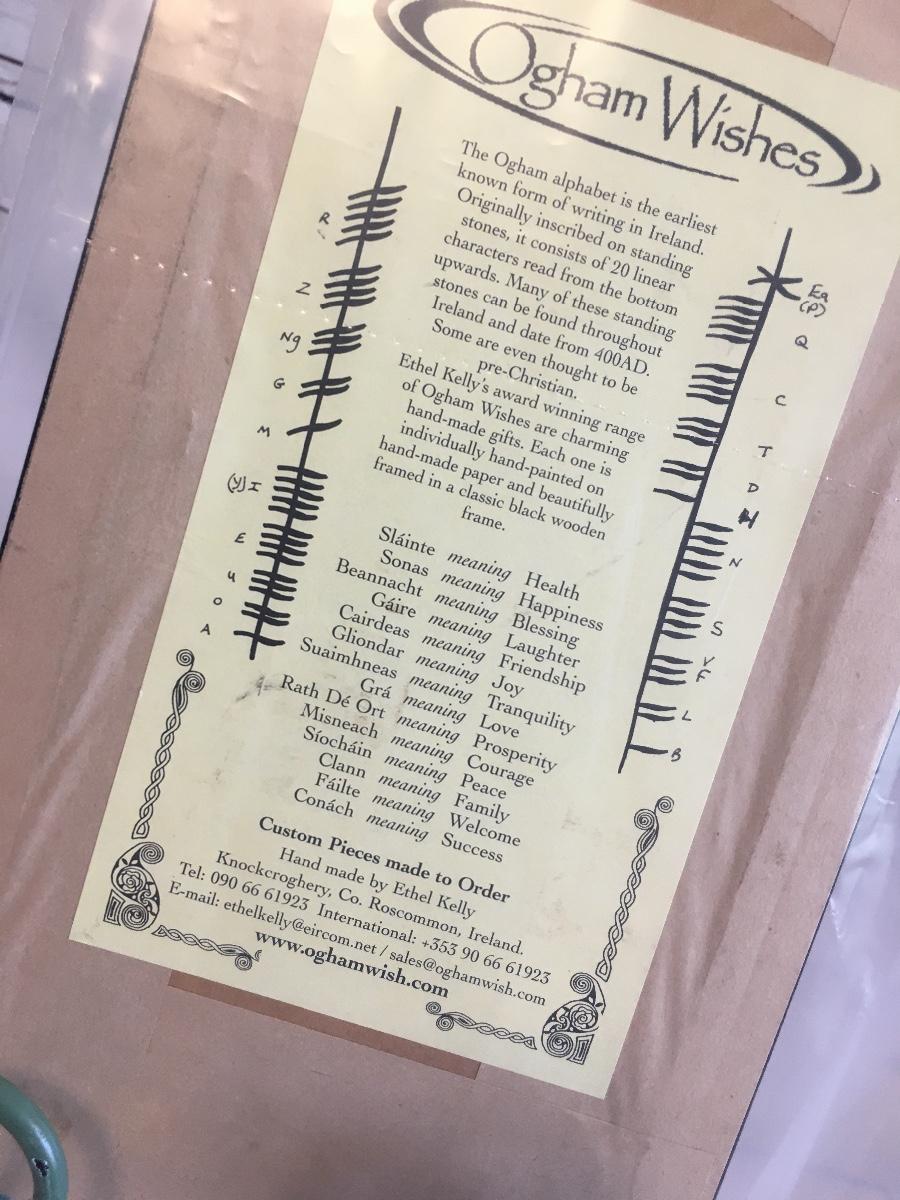 Ogham Wishes
The Ogham alphabet is the earliest
known form of writing in Ireland.
Originally inscribed on standing
stones, it consists of 20 linear
characters read from the bottom
upwards. Many of these standing
stones can be found throughout
Ireland and date from 400AD.
Some are even thought to be
pre-Christian.
Ethel Kelly's award winning range
of Ogham Wishes are charming
hand-made gifts. Each one is
individually hand-painted on
hand-made paper and beautifully
framed in a classic black wooden
frame.
Sláinte meaning Health
Sonas meaning Happiness
Beannacht meaning Blessing
Gáire meaning Laughter
Cairdeas meaning Friendship
Gliondar meaning Joy
Suaimhneas meaning Tranquility
Grá meaning Love
Rath Dé Ort meaning Prosperity
Misneach meaning Courage
Síocháin meaning Peace
Clann meaning Family
Fáilte meaning Welcome
Conách meaning Success
Custom Pieces made to Order
Hand made by Ethel Kelly
Knockcroghery, Co. Roscommon, Ireland.
Tel: 090 66 61923 International: +353 90 66 61923
E-mail: ethelkelly@eircom.net / sales@oghamwish.com
www.oghamwish.com
R
Z
Ng
G
M
(y) I
E
U
O
A
Ea
(P)
Q
C
T
D
H
N
S
V
F
L
B